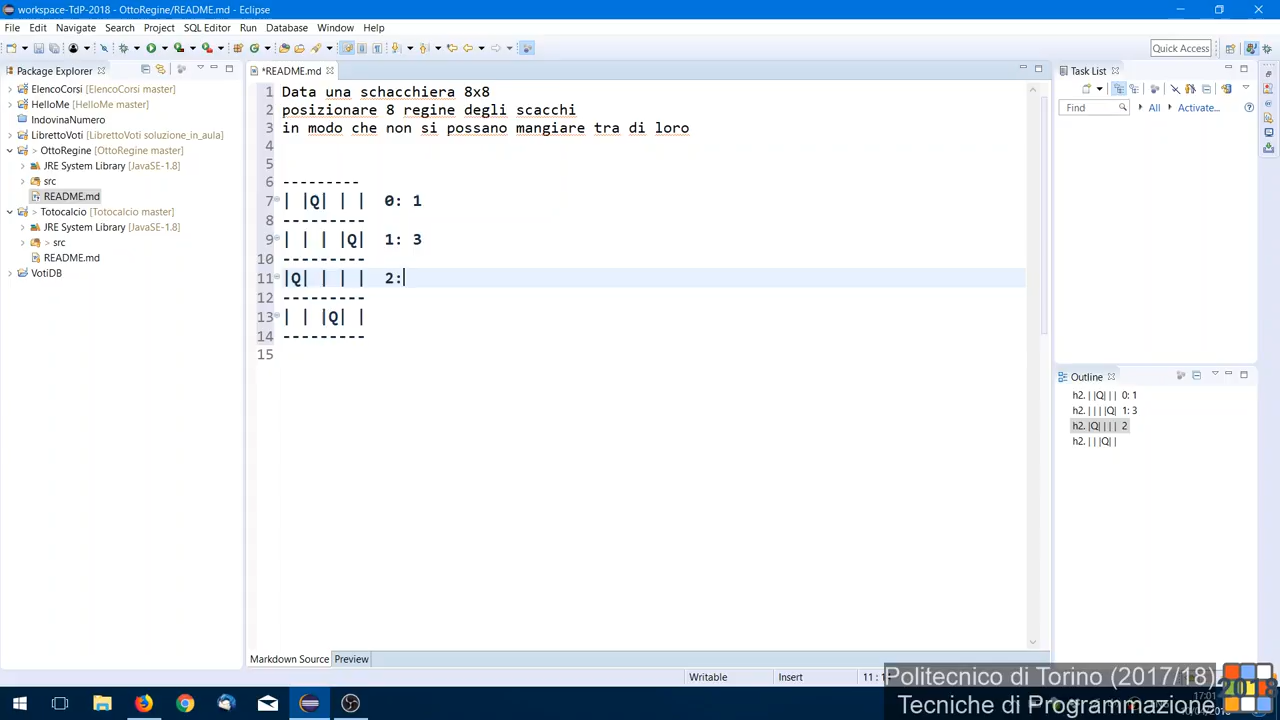 workspace-TdP-2018 - OttoRegine/README.md - Eclipse
File Edit Navigate Search Project SQL Editor Run Database Window Help
Quick Access
Package Explorer
ElencoCorsi [ElencoCorsi master]
HelloMe [HelloMe master]
IndovinaNumero
LibrettoVoti [LibrettoVoti soluzione_in_aula]
> OttoRegine [OttoRegine master]
JRE System Library [JavaSE-1.8]
src
README.md
> Totocalcio [Totocalcio master]
JRE System Library [JavaSE-1.8]
> src
README.md
VotiDB
*README.md
1 Data una schacchiera 8x8
2 posizionare 8 regine degli scacchi
3 in modo che non si possano mangiare tra di loro
4
5
6 ---------
7 | |Q| | | 0: 1
8 ---------
9 | | | |Q| 1: 3
10 ---------
11 |Q| | | | 2:
12 ---------
13 | | |Q| |
14 ---------
15
Markdown Source Preview
Task List
Find All Activate...
Outline
h2. | |Q| | | 0: 1
h2. | | | |Q| 1: 3
h2. |Q| | | | 2
h2. | | |Q| |
Writable Insert 11 : 1
Politecnico di Torino (2017/18)
Tecniche di Programmazione
2018
17:01